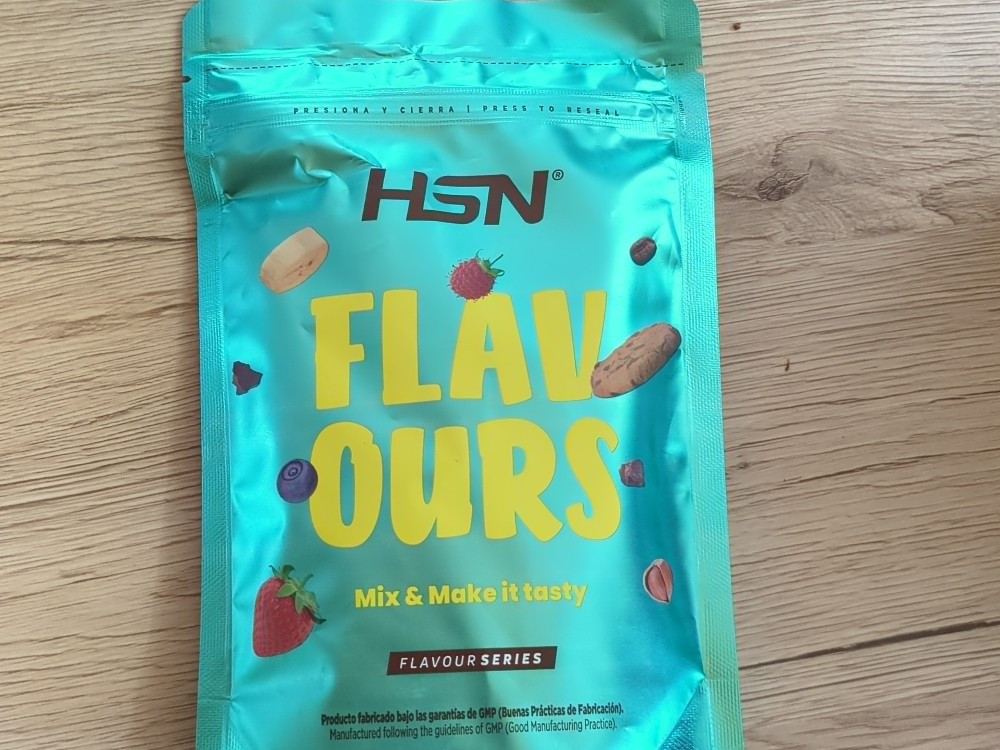 PRESIONA Y CIERRA | PRESS TO RESEAL
HSN®
FLAV
OURS
Mix & Make it tasty
FLAVOUR SERIES
Producto fabricado bajo las garantías de GMP (Buenas Prácticas de Fabricación).
Manufactured following the guidelines of GMP (Good Manufacturing Practice).